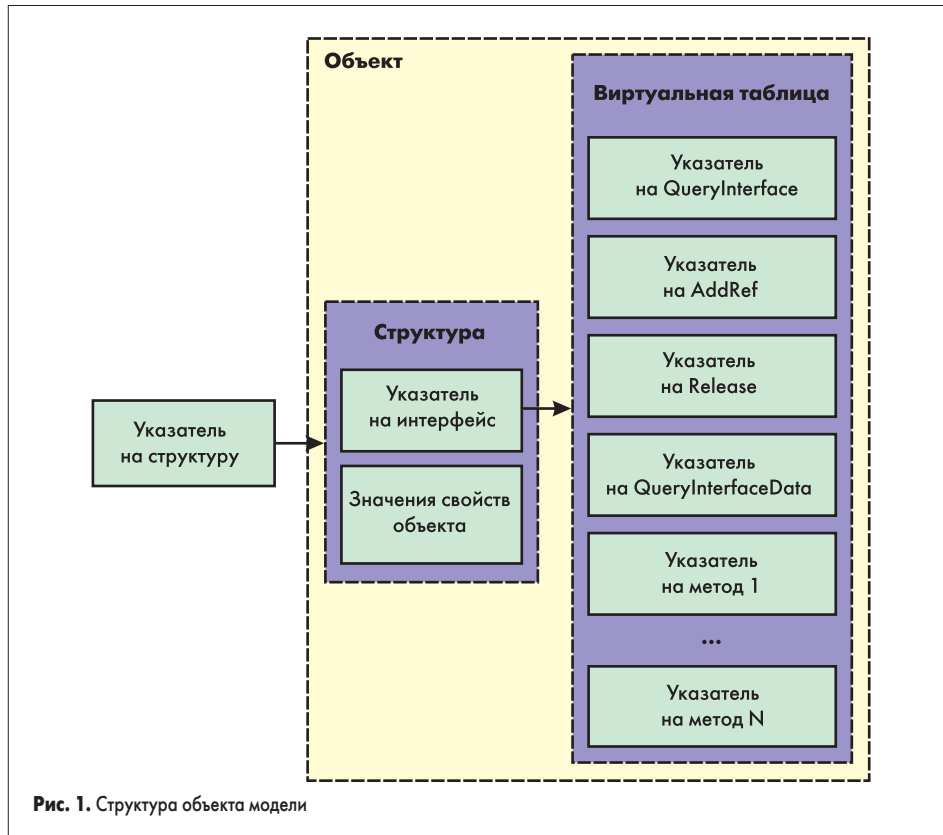 Объект
Виртуальная таблица
Указатель
на QueryInterface
Указатель
на AddRef
Указатель
на Release
Указатель
на QueryInterfaceData
Указатель
на метод 1
...
Указатель
на метод N
Структура
Указатель
на интерфейс
Значения свойств
объекта
Указатель
на структуру
Рис. 1. Структура объекта модели